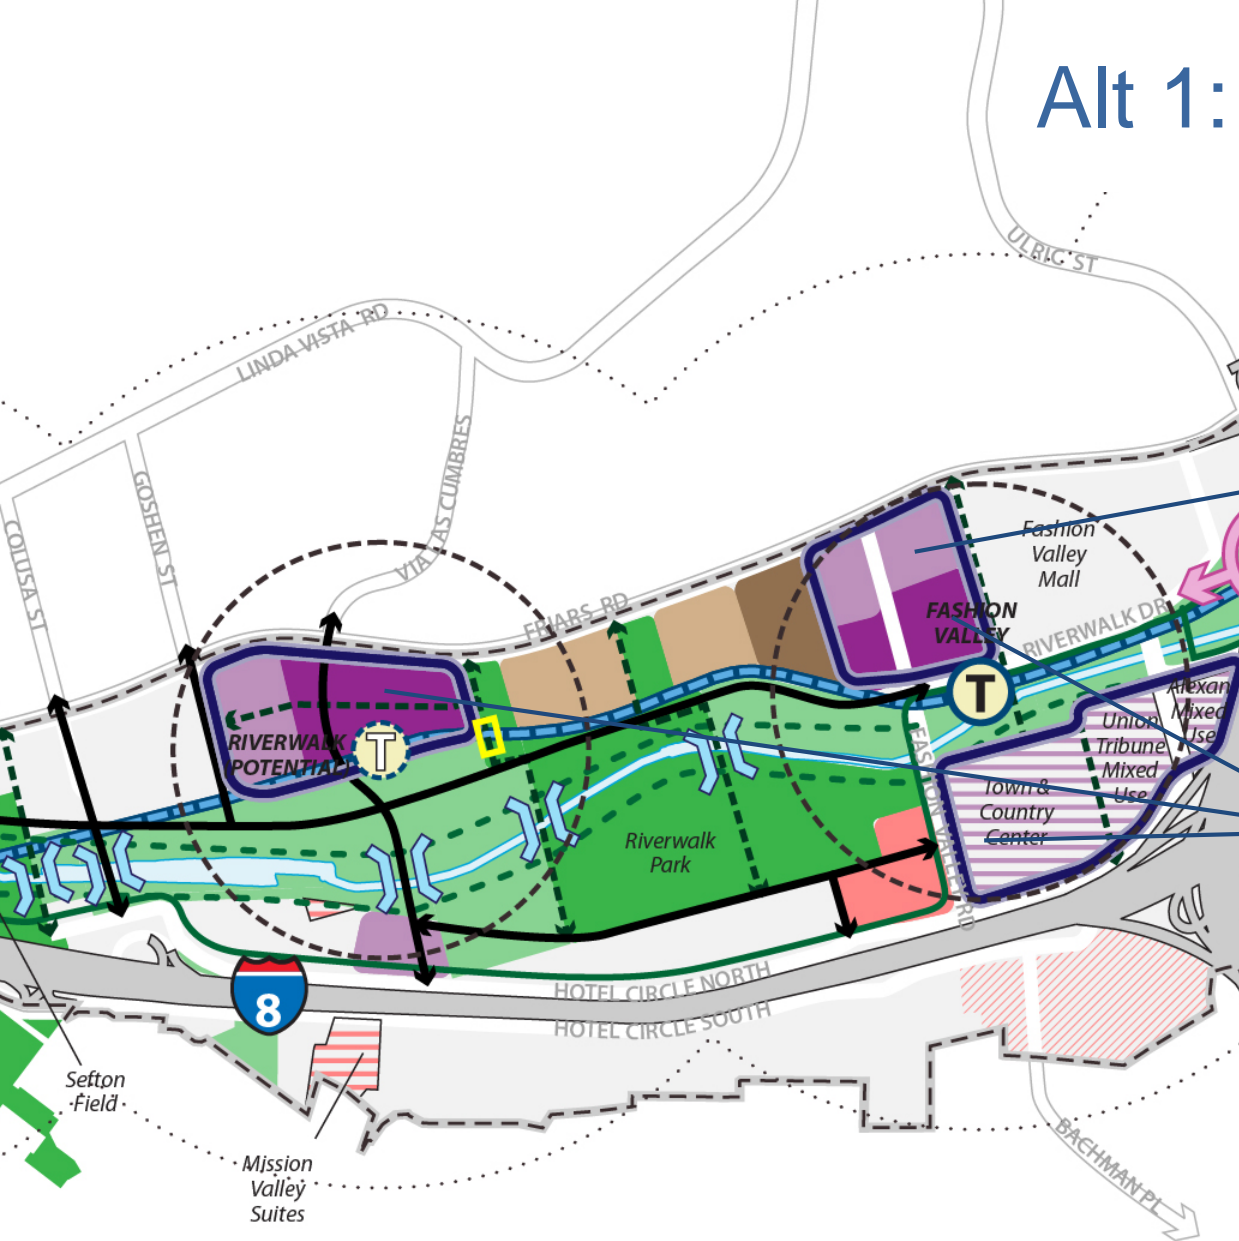 Alt 1:
ULRIC ST
LINDA VISTA RD
GOSHEN ST
COLUSA ST
VIA LAS CUMBRES
FRIARS RD
Fashion
Valley
Mall
FASHION
VALLEY
RIVERWALK DR
T
RIVERWALK
POTENTIAL
T
Union
Tribune
Mixed
Use
Mixed
Use
Town &
Country
Center
Riverwalk
Park
FASHION VALLEY RD
HOTEL CIRCLE NORTH
HOTEL CIRCLE SOUTH
8
Sefton
Field
Mission
Valley
Suites
BACHMAN PL